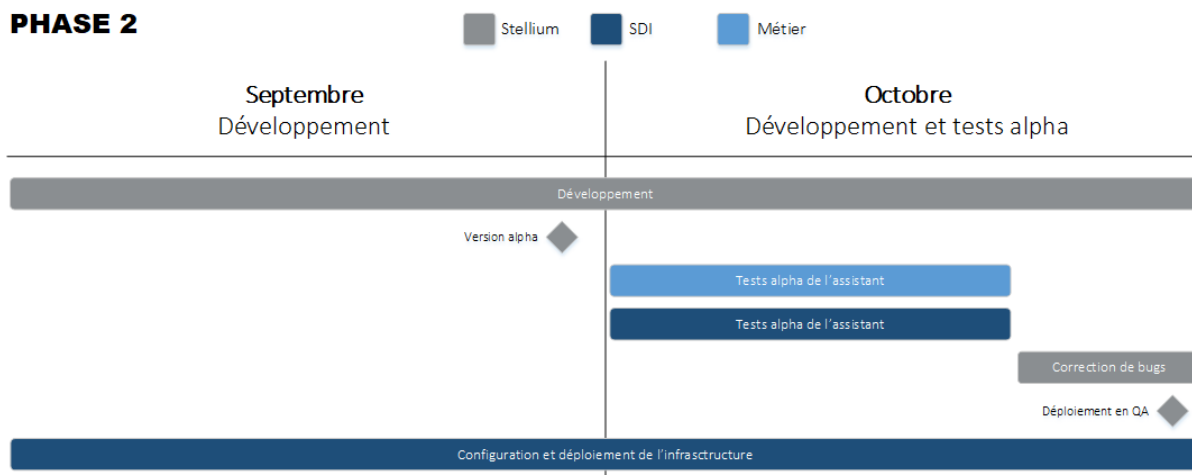 PHASE 2
Stellium
SDI
Métier
Septembre
Développement
Octobre
Développement et tests alpha
Développement
Version alpha
Tests alpha de l'assistant
Tests alpha de l'assistant
Correction de bugs
Déploiement en QA
Configuration et déploiement de l'infrasctructure